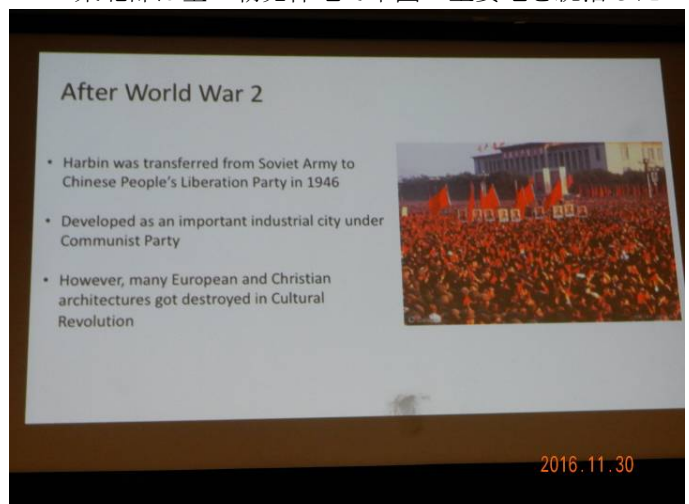 After World War 2
• Harbin was transferred from Soviet Army to
Chinese People's Liberation Party in 1946
• Developed as an important industrial city under
Communist Party
• However, many European and Christian
architectures got destroyed in Cultural
Revolution
2016.11.30